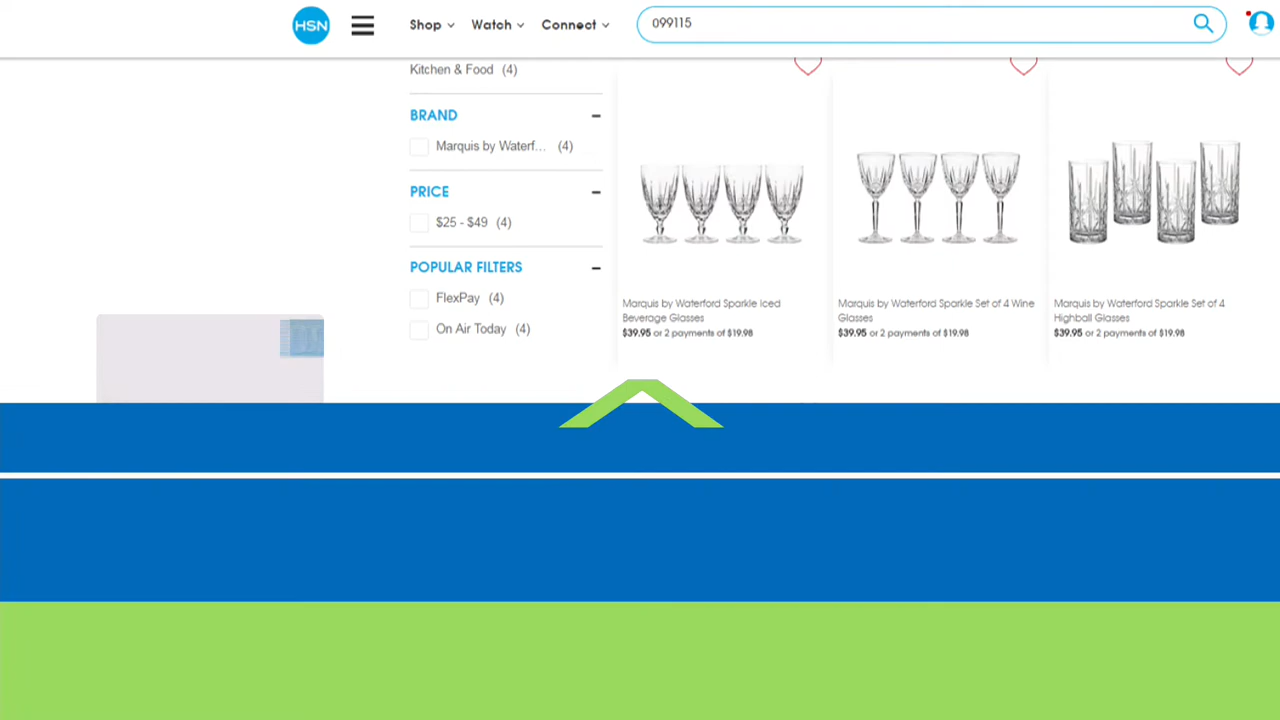 HSN
Shop
Watch
Connect
099115
Kitchen & Food (4)
BRAND
Marquis by Waterf... (4)
PRICE
$25 - $49 (4)
POPULAR FILTERS
FlexPay (4)
On Air Today (4)
Marquis by Waterford Sparkle Iced
Beverage Glasses
$39.95 or 2 payments of $19.98
Marquis by Waterford Sparkle Set of 4 Wine
Glasses
$39.95 or 2 payments of $19.98
Marquis by Waterford Sparkle Set of 4
Highball Glasses
$39.95 or 2 payments of $19.98